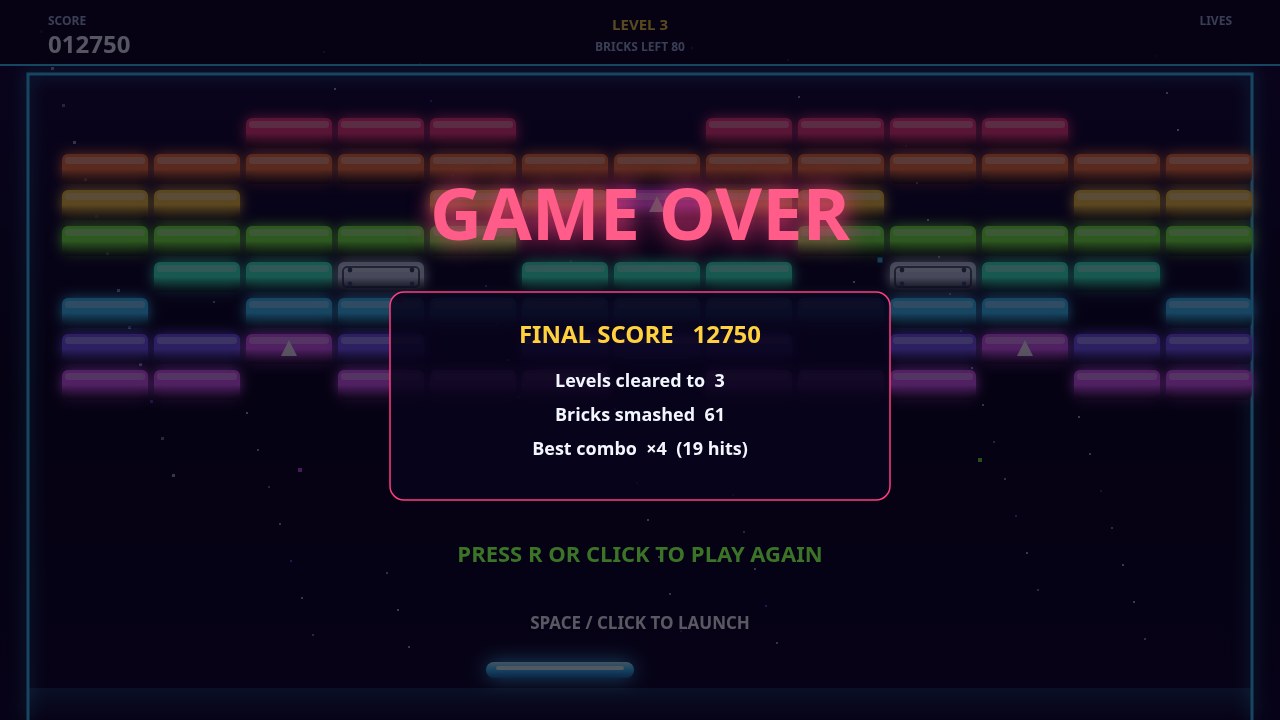 SCORE
012750
LEVEL 3
BRICKS LEFT 80
LIVES
GAME OVER
FINAL SCORE 12750
Levels cleared to 3
Bricks smashed 61
Best combo ×4 (19 hits)
PRESS R OR CLICK TO PLAY AGAIN
SPACE / CLICK TO LAUNCH